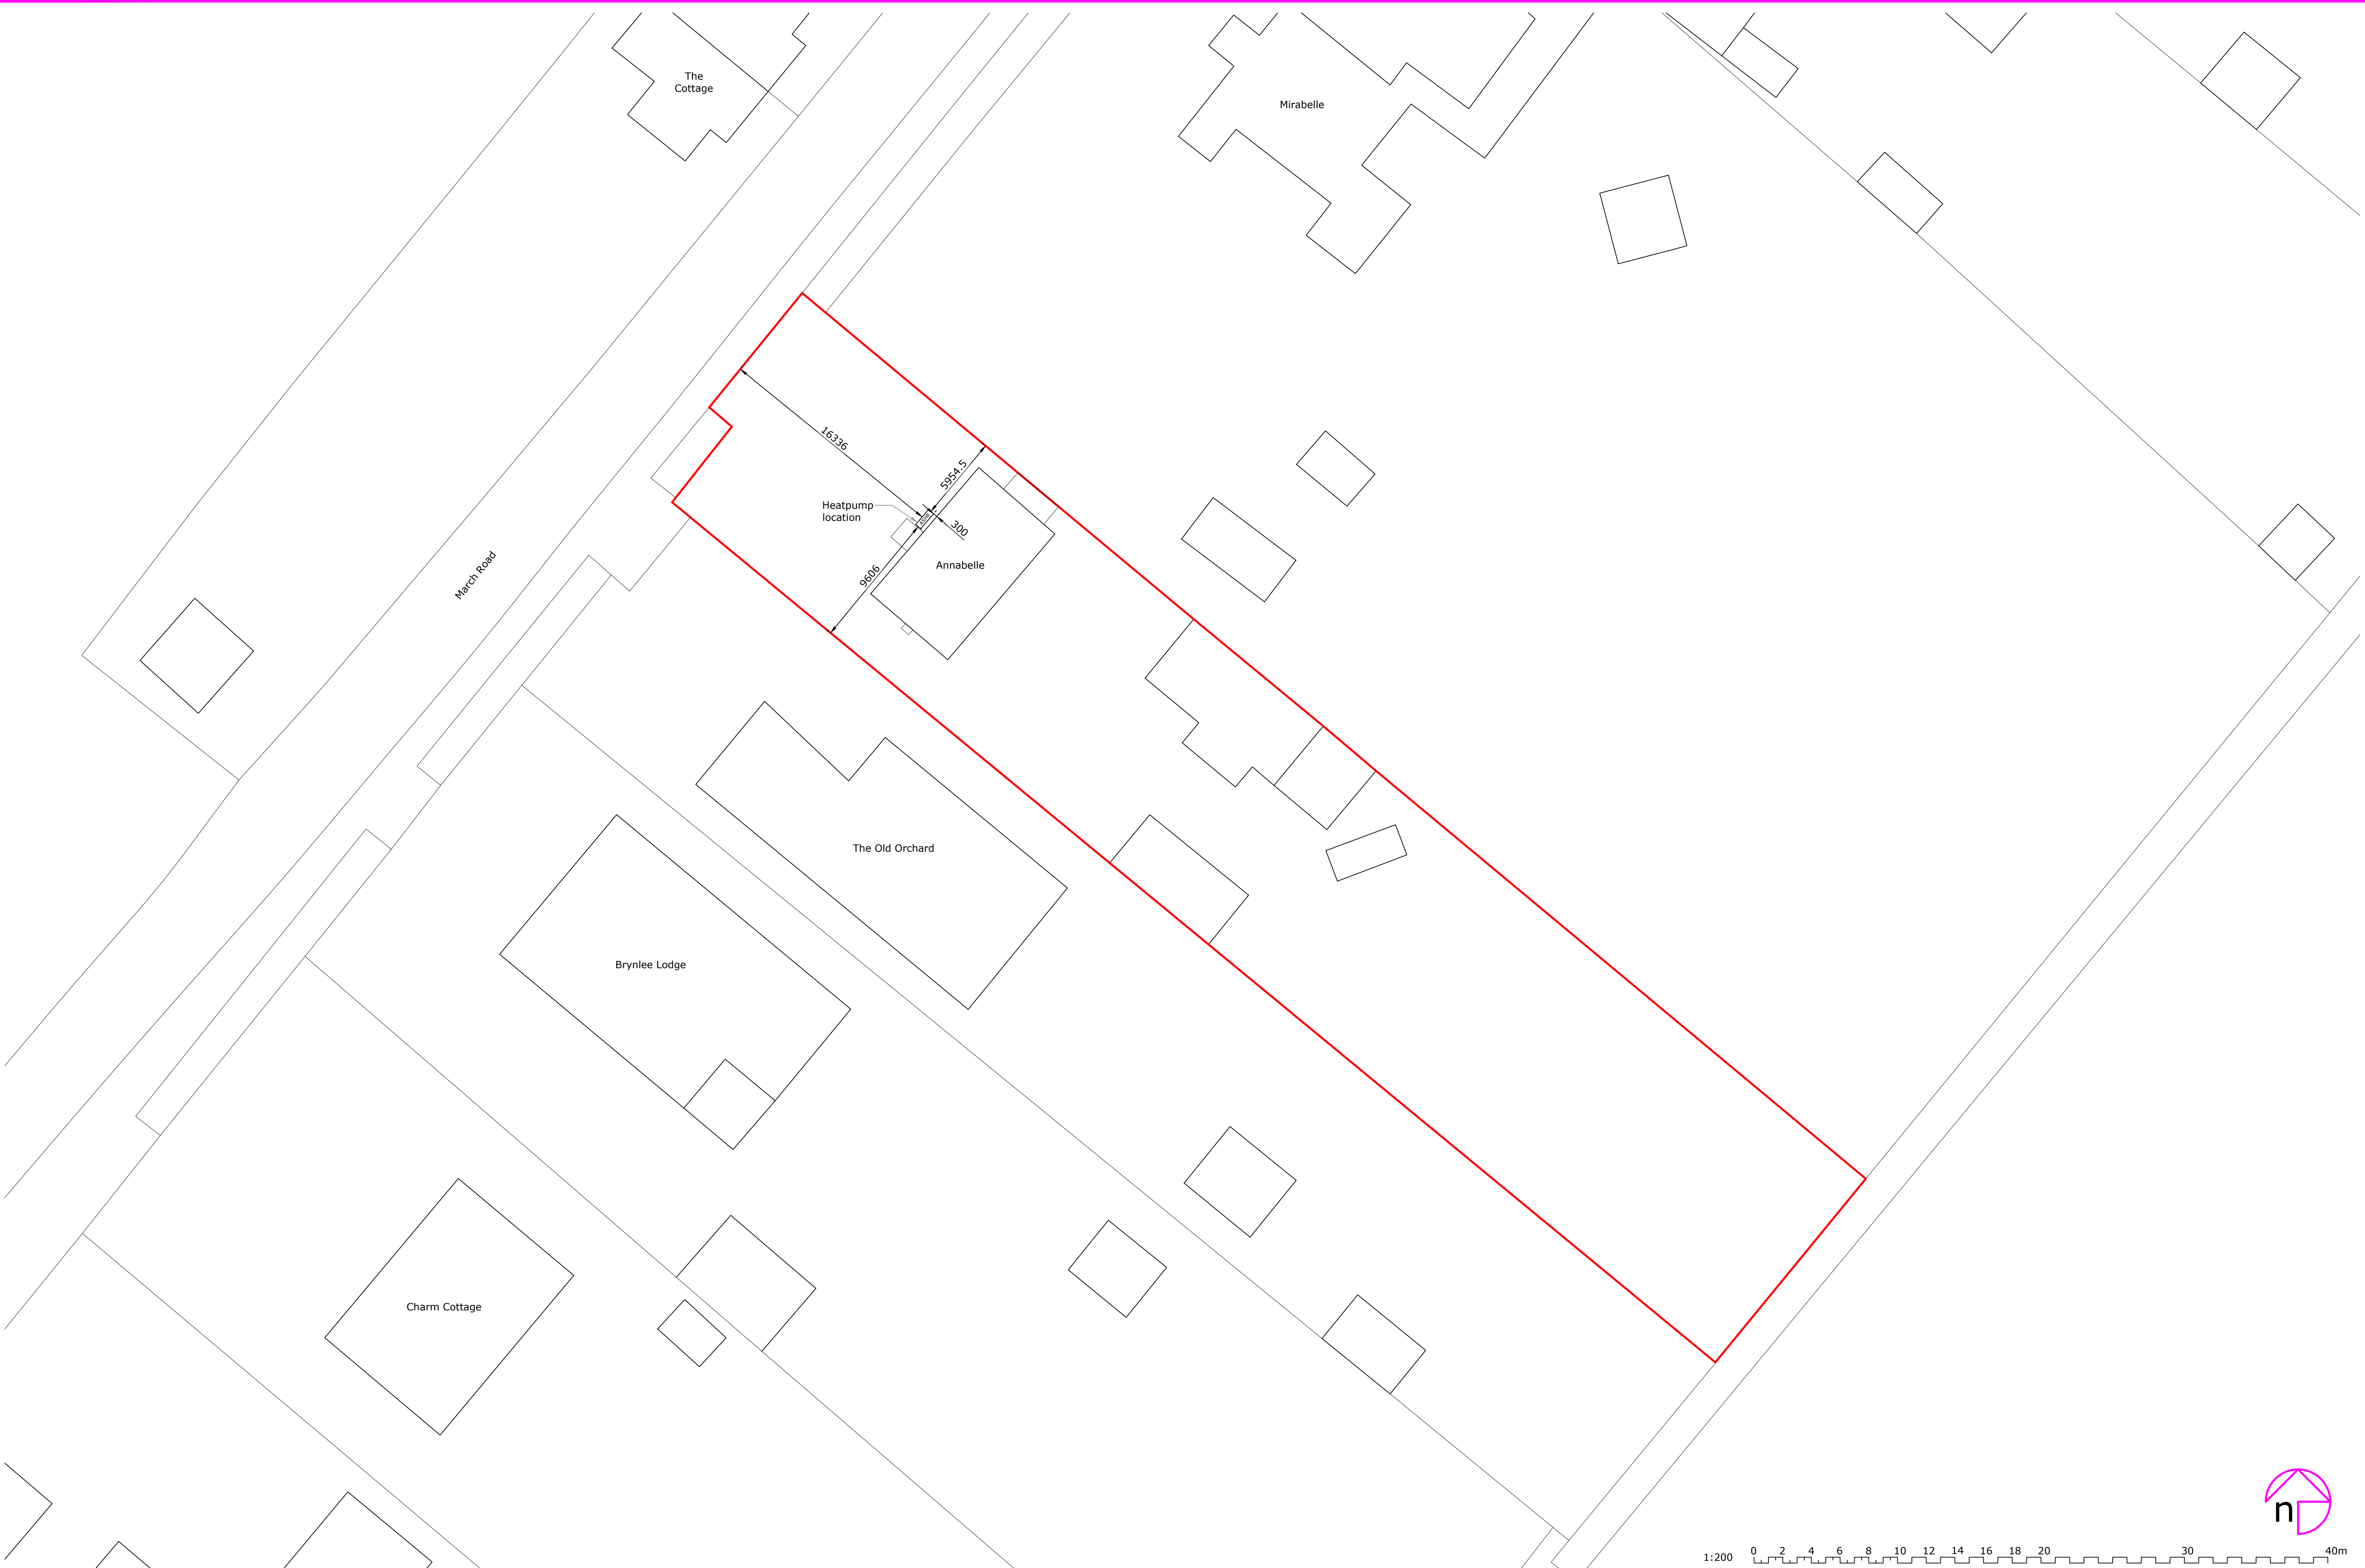 The
Cottage
Mirabelle
16336
5954.5
Heatpump
location
ASHP
300
9606
Annabelle
March Road
The Old Orchard
Brynlee Lodge
Charm Cottage
n
1:200
0 2 4 6 8 10 12 14 16 18 20 30 40m